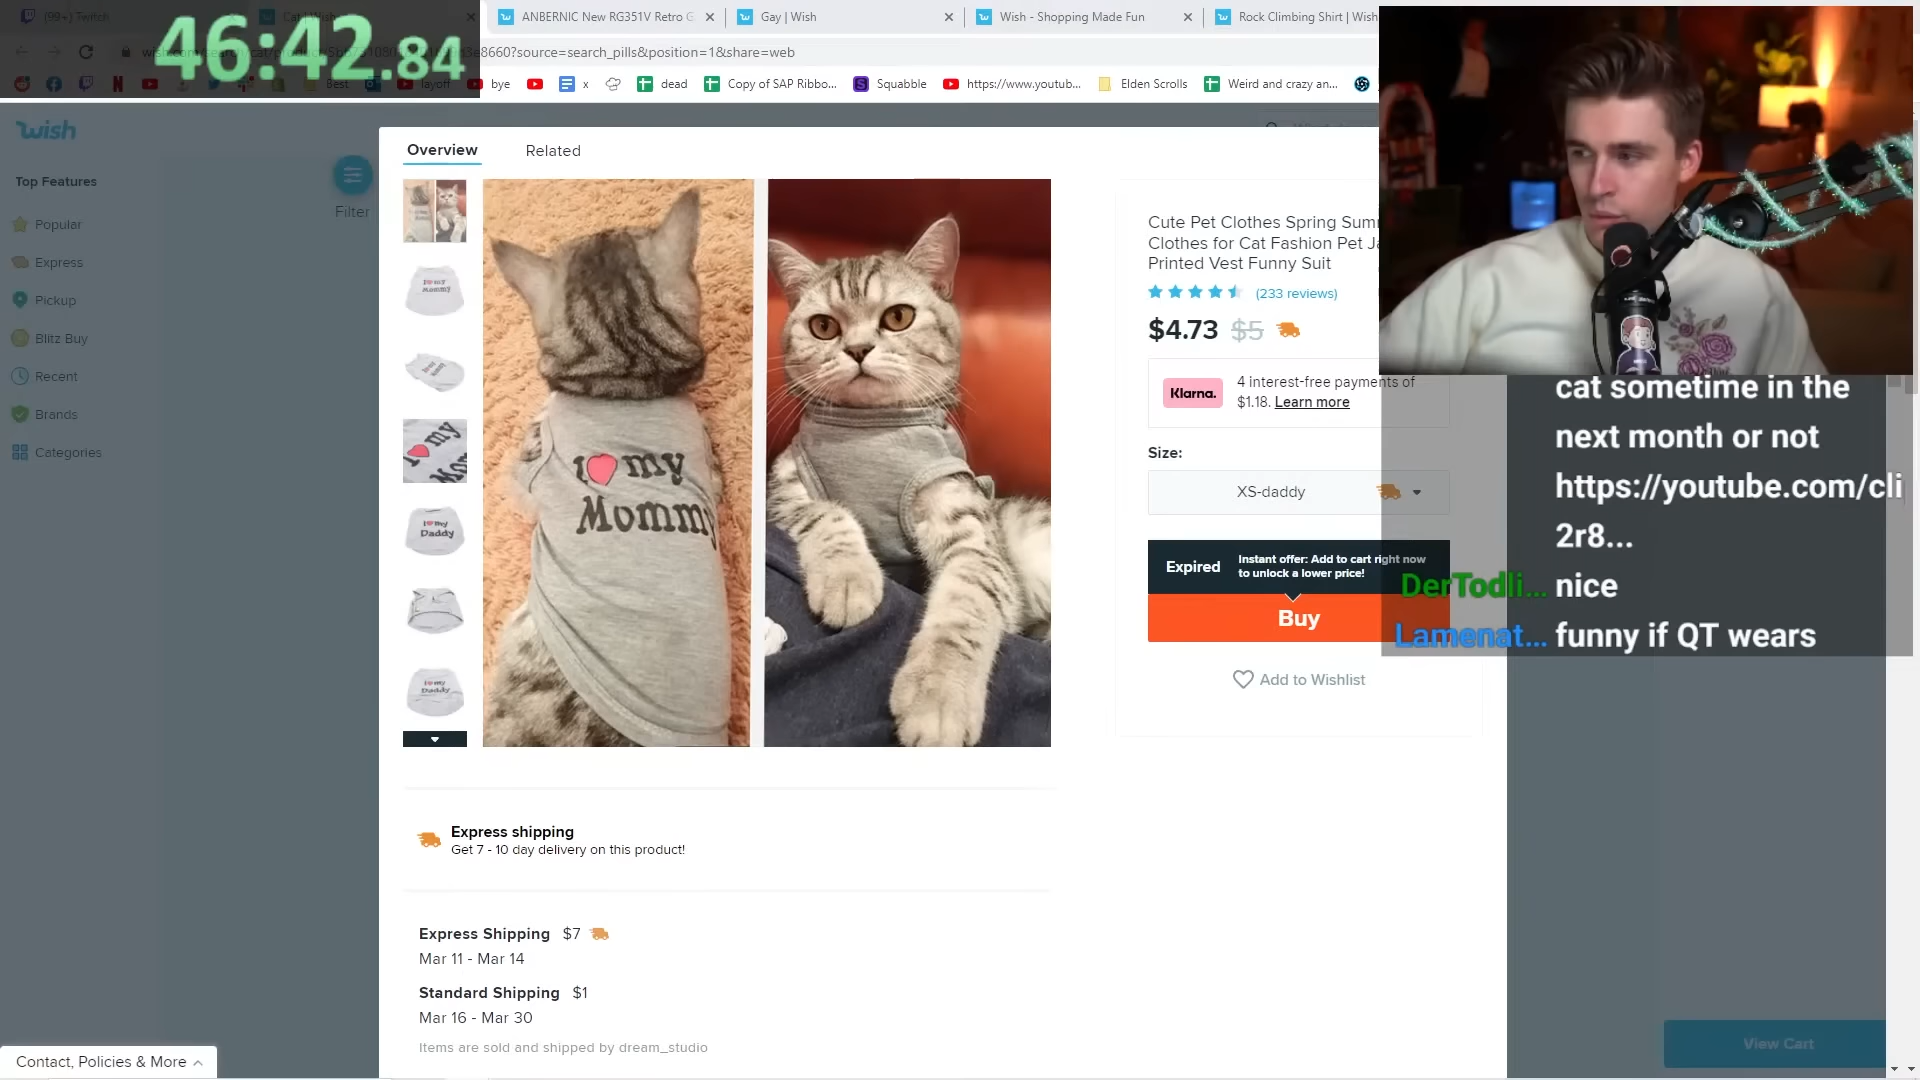 46:42.84
(99+) Twitch
Cat | Wish
ANBERNIC New RG351V Retro G
Gay | Wish
Wish - Shopping Made Fun
Rock Climbing Shirt | Wish
8660?source=search_pills&position=1&share=web
Best
layoff
bye
x
dead
Copy of SAP Ribbo...
Squabble
https://www.youtub...
Elden Scrolls
Weird and crazy an...
wish
Top Features
Popular
Express
Pickup
Blitz Buy
Recent
Brands
Categories
Filter
Overview
Related
I my
Mommy
Cute Pet Clothes Spring Sum
Clothes for Cat Fashion Pet Ja
Printed Vest Funny Suit
(233 reviews)
$4.73 $5
Klarna.
4 interest-free payments of
$1.18. Learn more
Size:
XS-daddy
Expired
Instant offer: Add to cart right now
to unlock a lower price!
Buy
Add to Wishlist
cat sometime in the
next month or not
https://youtube.com/cli
2r8...
DerTodli... nice
Lamenat... funny if QT wears
Express shipping
Get 7 - 10 day delivery on this product!
Express Shipping $7
Mar 11 - Mar 14
Standard Shipping $1
Mar 16 - Mar 30
Items are sold and shipped by dream_studio
Contact, Policies & More
View Cart